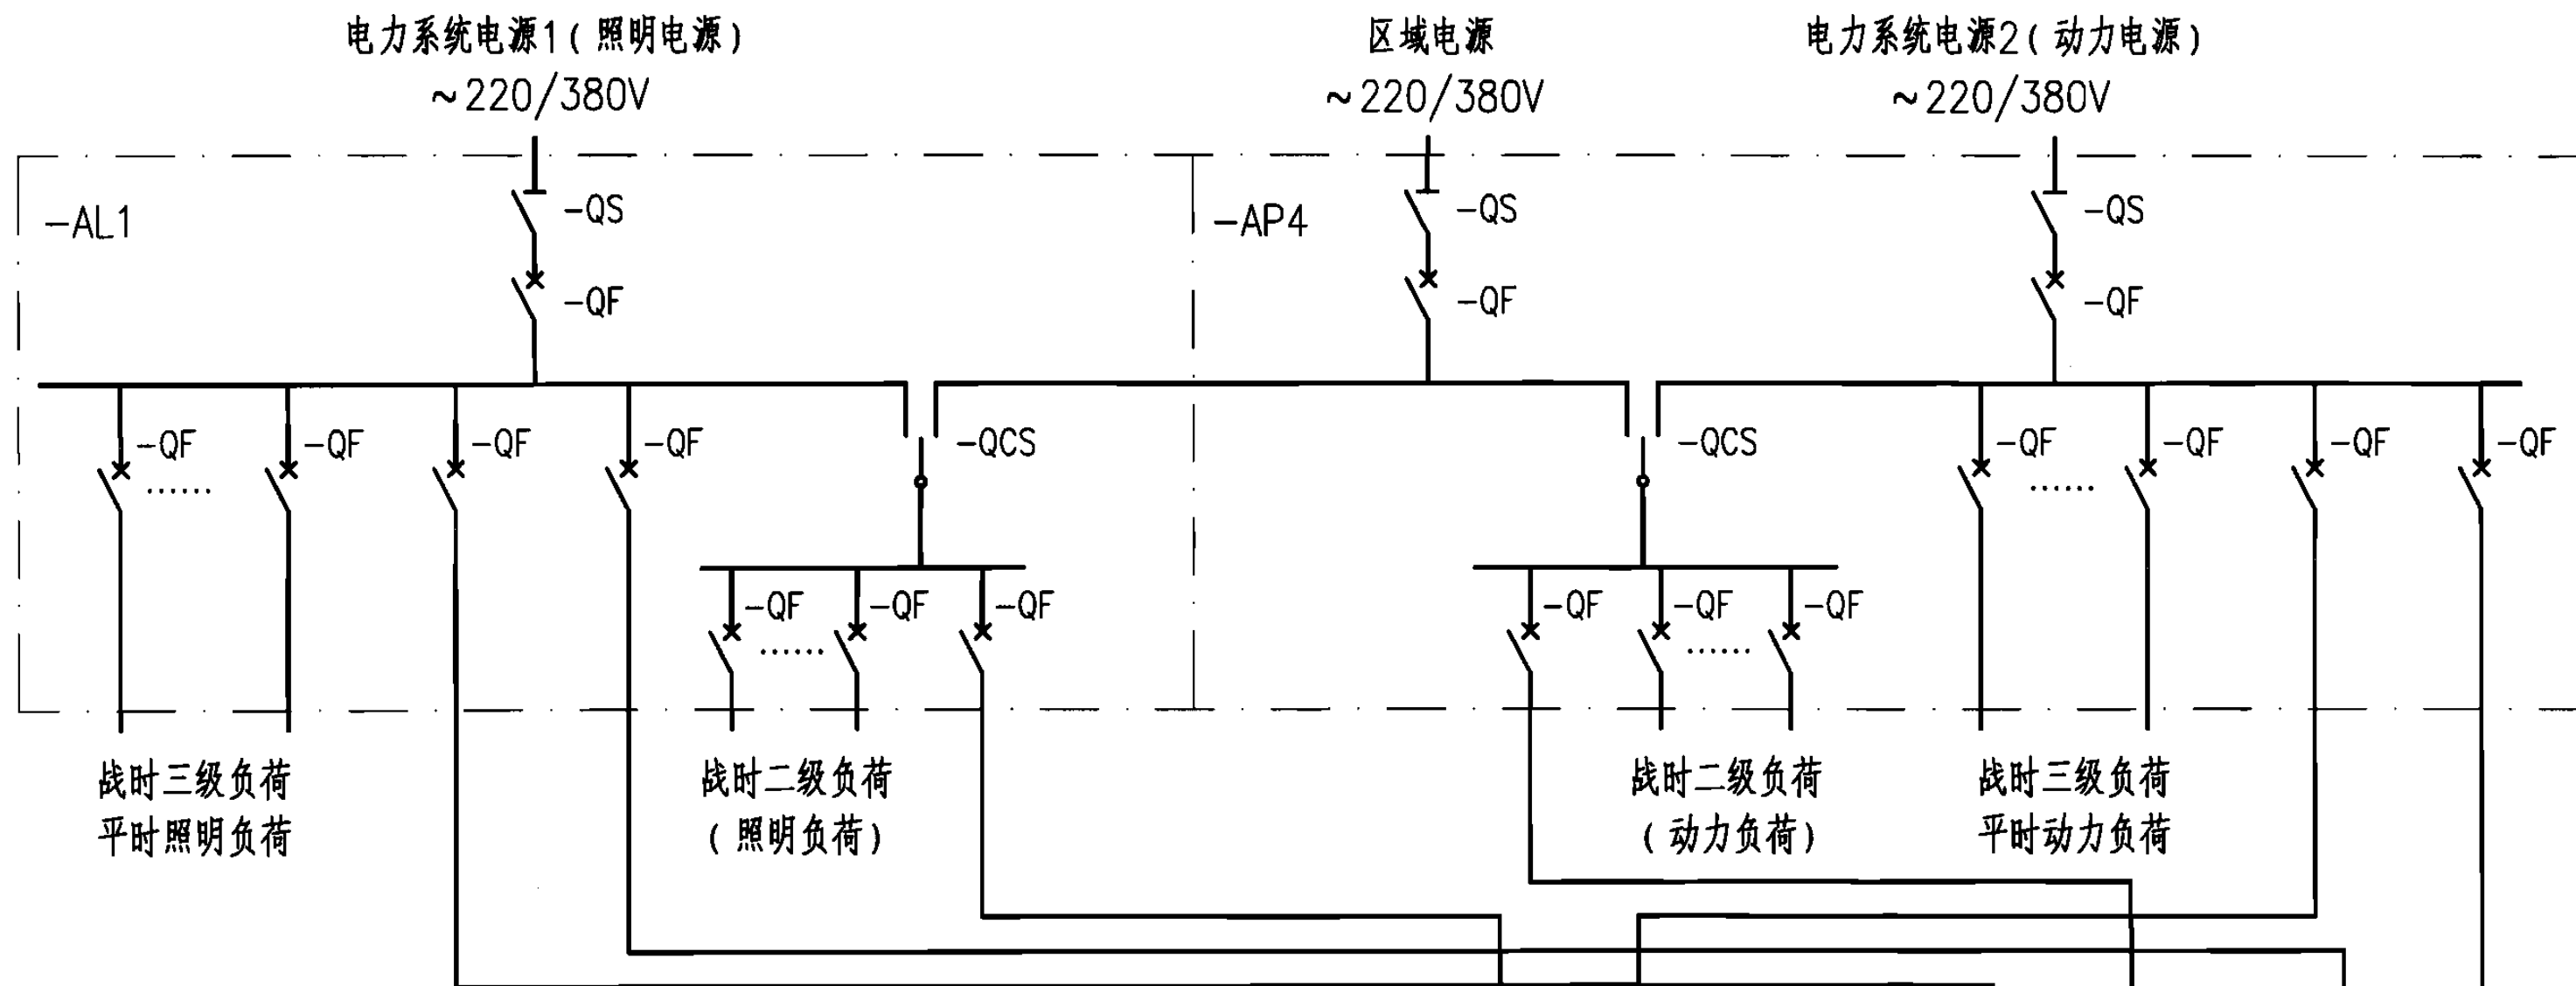 电力系统电源1(照明电源)
~220/380V
区域电源
~220/380V
电力系统电源2(动力电源)
~220/380V
-AL1
-QS
-QF
-AP4
-QS
-QF
-QS
-QF
-QF
-QF
-QF
-QF
-QCS
-QCS
-QF
-QF
-QF
-QF
-QF
-QF
-QF
-QF
-QF
-QF
······
······
······
······
战时三级负荷
平时照明负荷
战时二级负荷
(照明负荷)
战时二级负荷
(动力负荷)
战时三级负荷
平时动力负荷